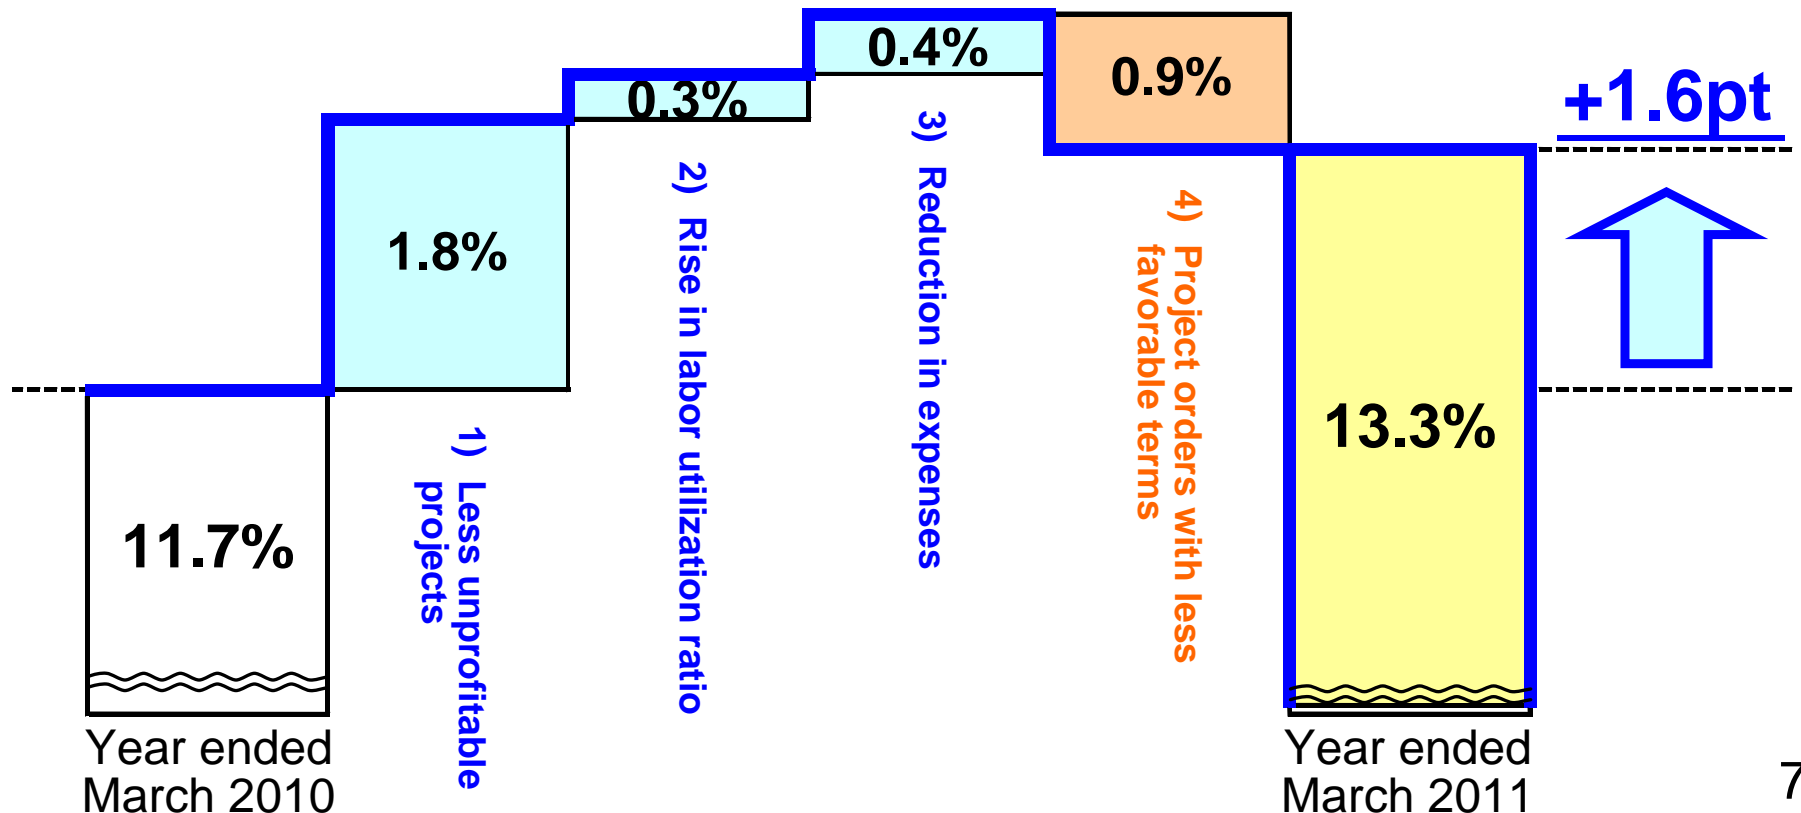 0.4%
0.9%
0.3%
+1.6pt
1.8%
11.7%
13.3%
1) Less unprofitable
projects
2) Rise in labor utilization ratio
3) Reduction in expenses
4) Project orders with less
favorable terms
Year ended
March 2010
Year ended
March 2011
7